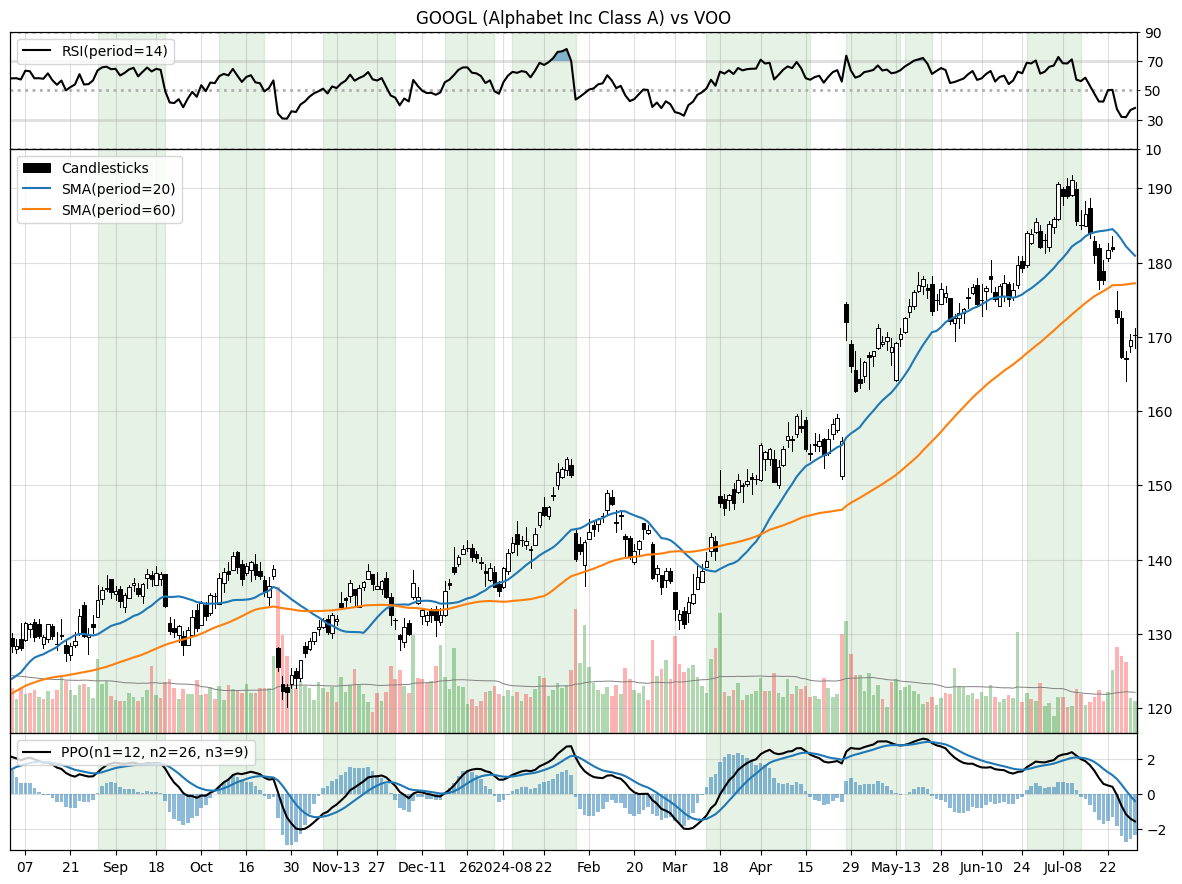 GOOGL (Alphabet Inc Class A) vs VOO
RSI(period=14)
90
70
50
30
10
Candlesticks
SMA(period=20)
SMA(period=60)
190
180
170
160
150
140
130
120
PPO(n1=12, n2=26, n3=9)
2
0
−2
07 21 Sep 18 Oct 16 30 Nov-13 27 Dec-11 26 2024-08 22 Feb 20 Mar 18 Apr 15 29 May-13 28 Jun-10 24 Jul-08 22